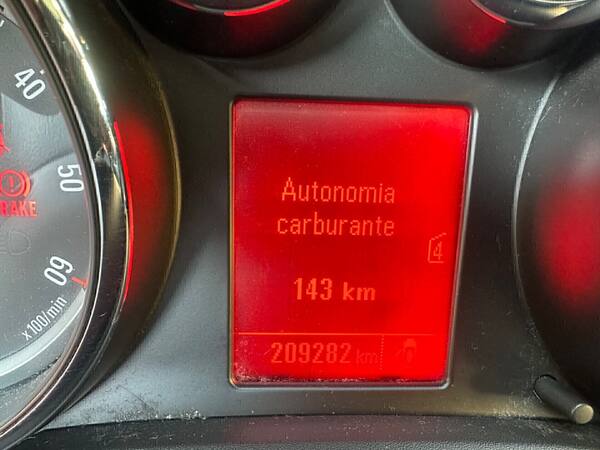 40
50
BRAKE
60
x100/min
Autonomia
carburante
4
143 km
209282 km